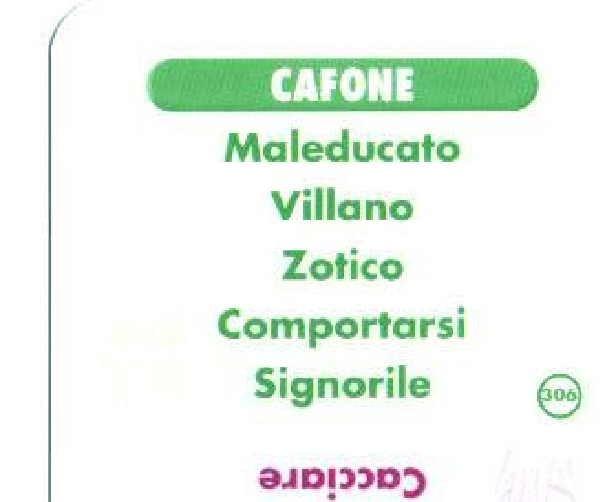 CAFONE
Maleducato
Villano
Zotico
Comportarsi
Signorile
306
Cacciare